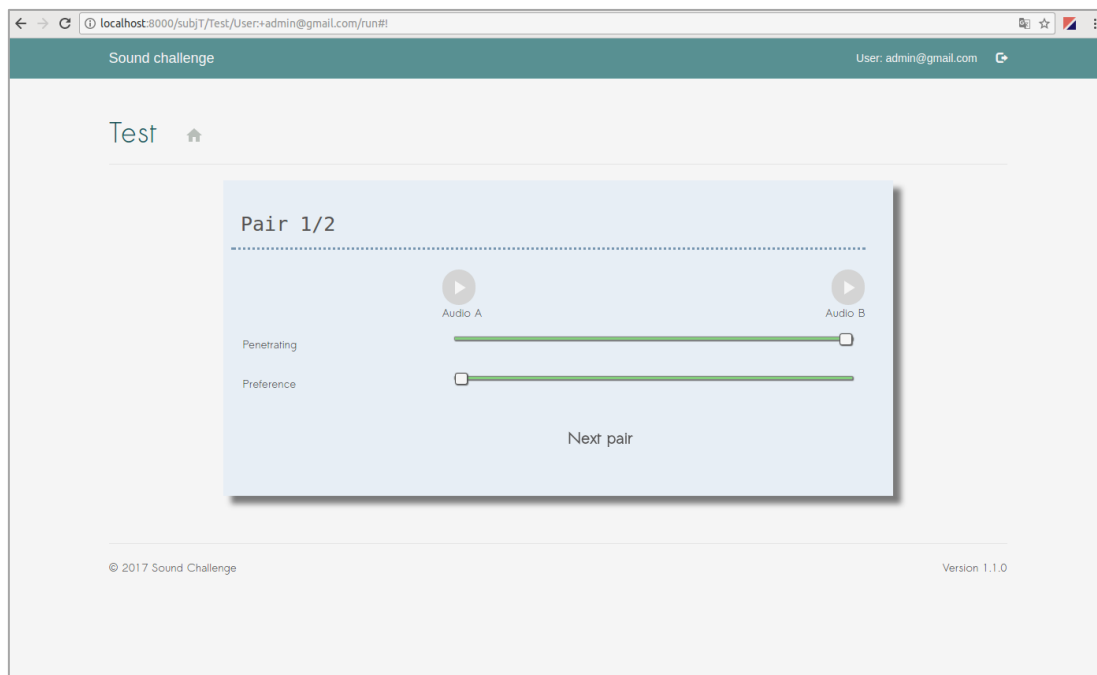 localhost:8000/subjT/Test/User:+admin@gmail.com/run#!
Sound challenge
User: admin@gmail.com
Test
Pair 1/2
Audio A
Audio B
Penetrating
Preference
Next pair
© 2017 Sound Challenge
Version 1.1.0